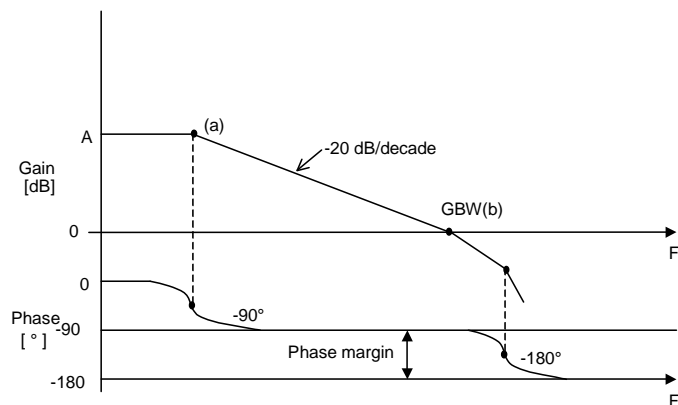 A
(a)
-20 dB/decade
Gain
[dB]
GBW(b)
0
F
0
Phase
[ ° ]
-90°
-90
Phase margin
-180°
-180
F